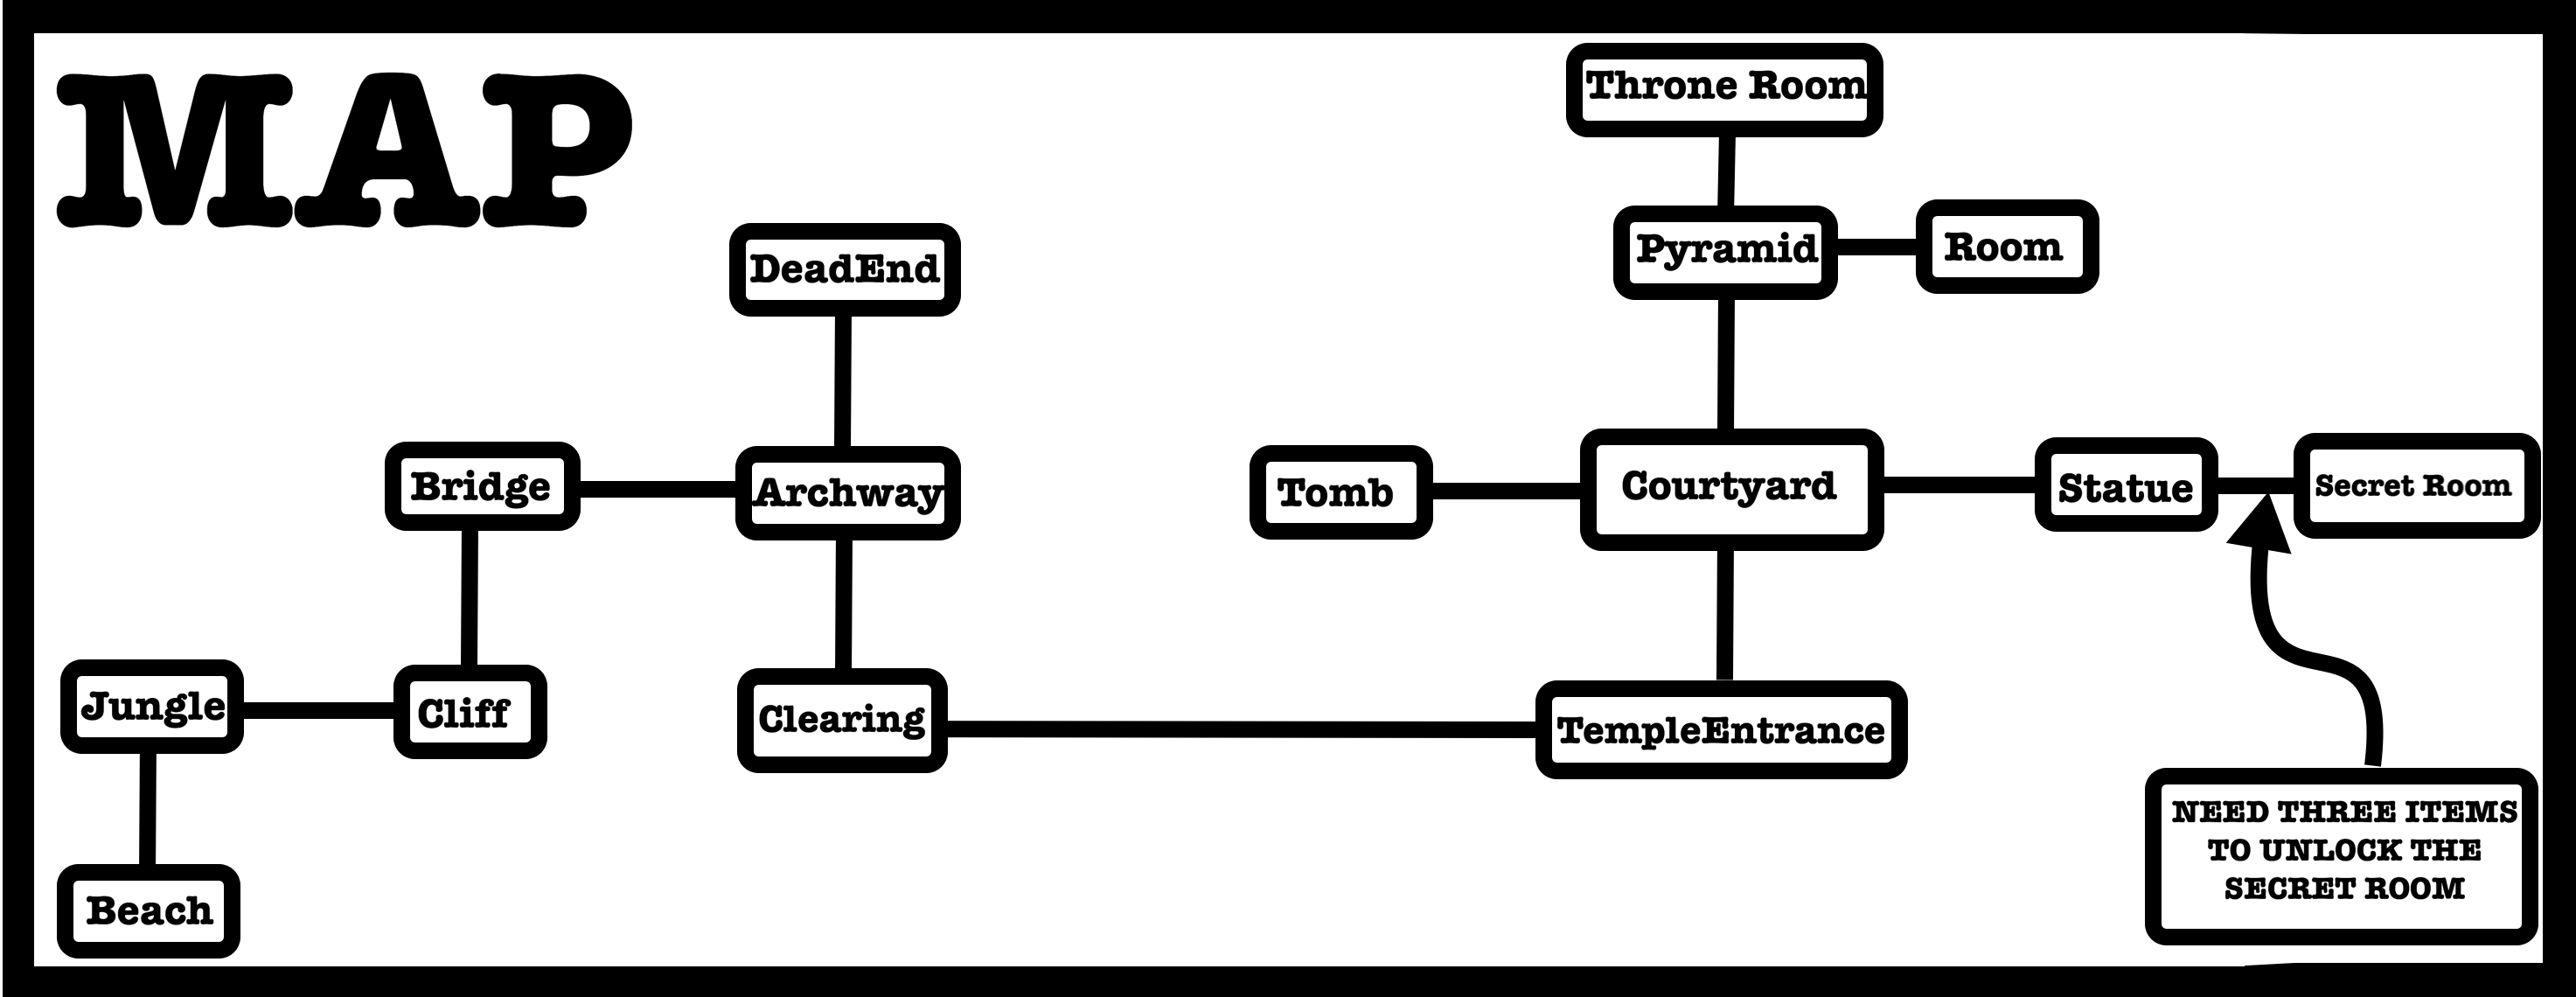 MAP
Throne Room
Pyramid
Room
DeadEnd
Bridge
Archway
Tomb
Courtyard
Statue
Secret Room
Jungle
Cliff
Clearing
TempleEntrance
Beach
NEED THREE ITEMS
TO UNLOCK THE
SECRET ROOM